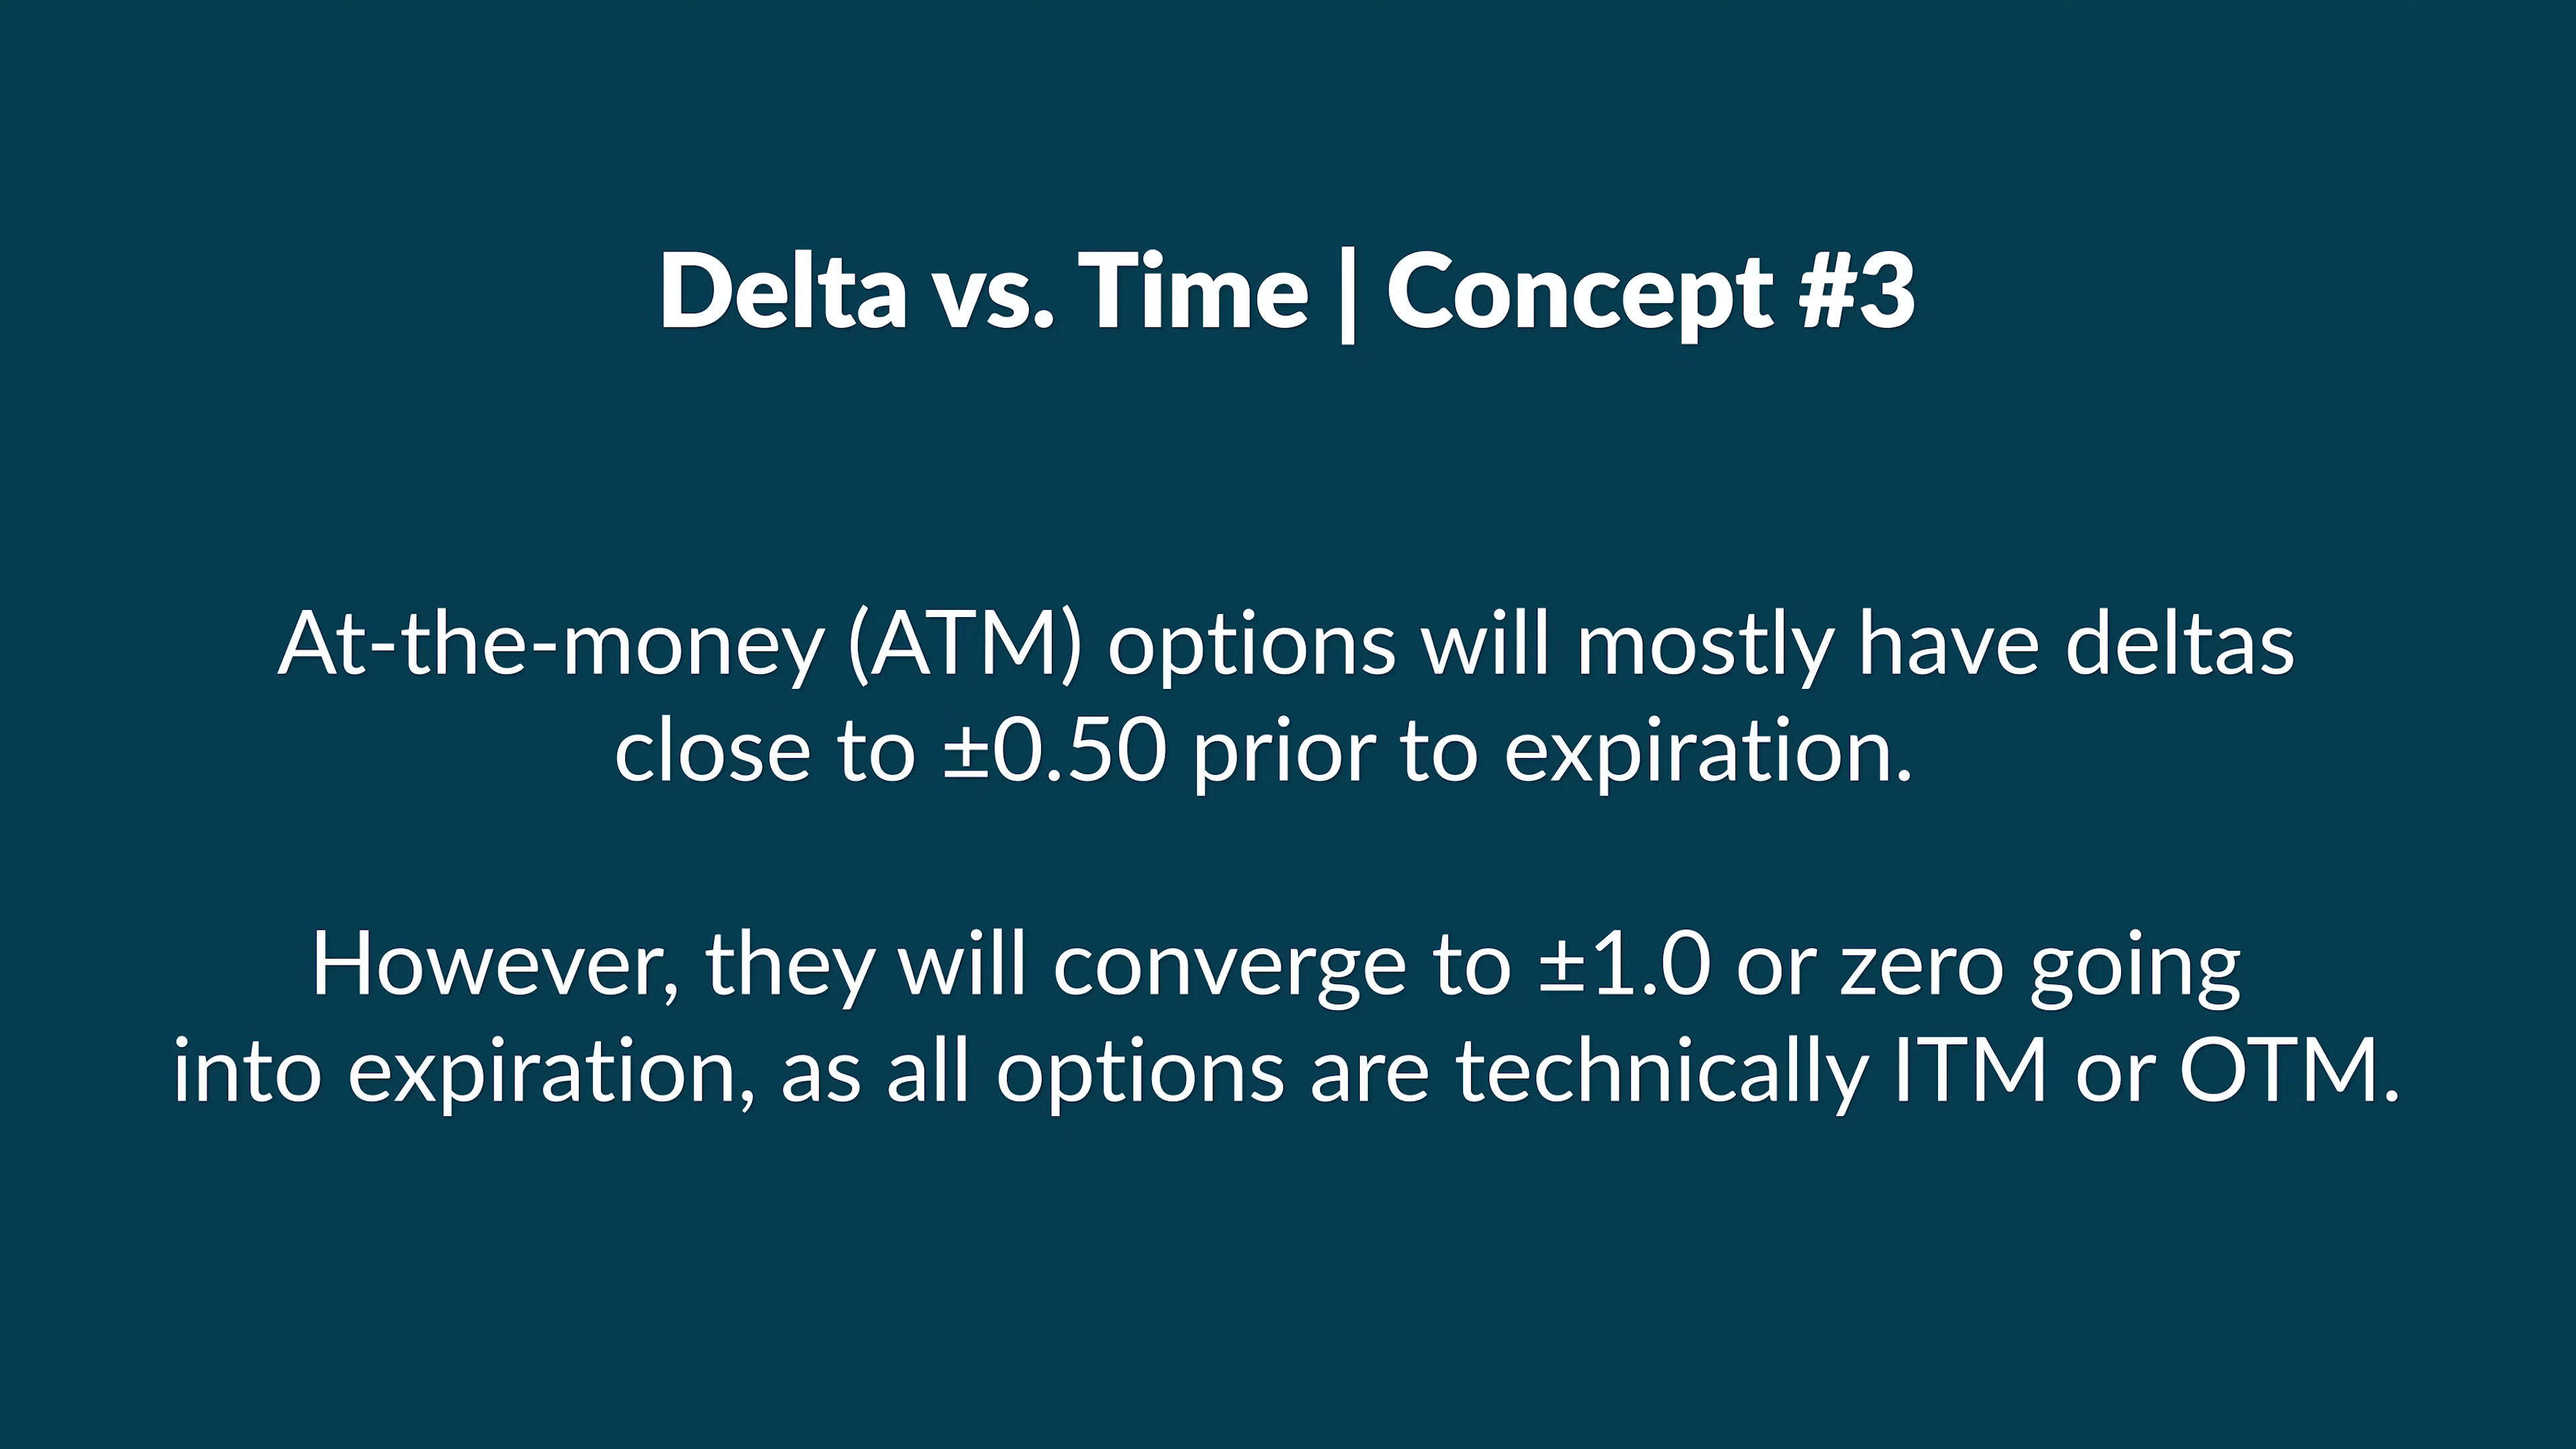 Delta vs. Time | Concept #3
At-the-money (ATM) options will mostly have deltas
close to ±0.50 prior to expiration.
However, they will converge to ±1.0 or zero going
into expiration, as all options are technically ITM or OTM.